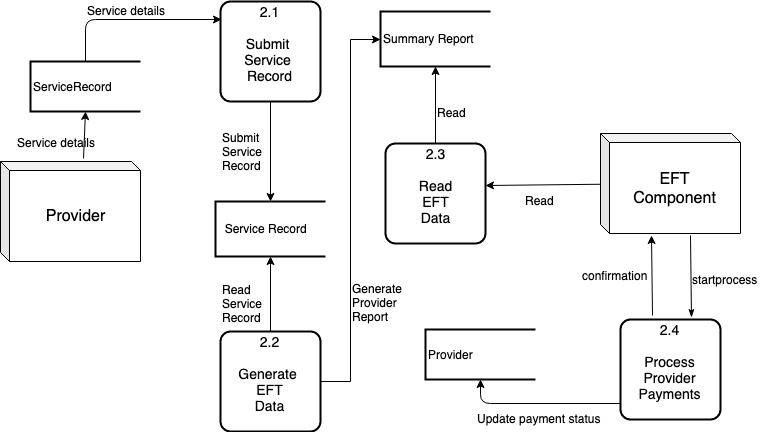 Service details
2.1
Submit
Service
Record
Summary Report
ServiceRecord
Service details
Provider
Submit
Service
Record
Read
2.3
Read
EFT
Data
Read
EFT
Component
Service Record
Read
Service
Record
Generate
Provider
Report
confirmation
startprocess
2.2
Generate
EFT
Data
Provider
2.4
Process
Provider
Payments
Update payment status